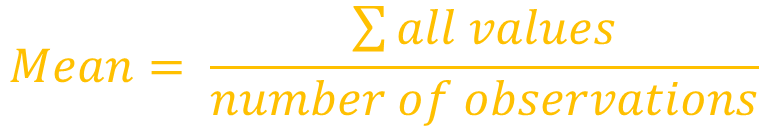 ∑ all values
Mean =
number of observations